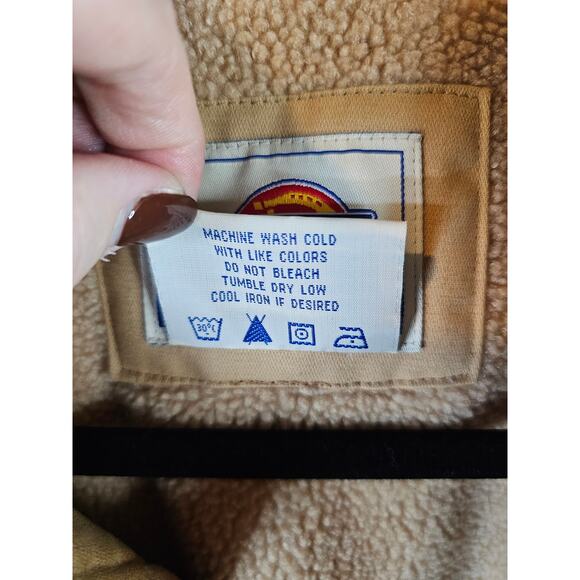 MACHINE WASH COLD
WITH LIKE COLORS
DO NOT BLEACH
TUMBLE DRY LOW
COOL IRON IF DESIRED
30°C